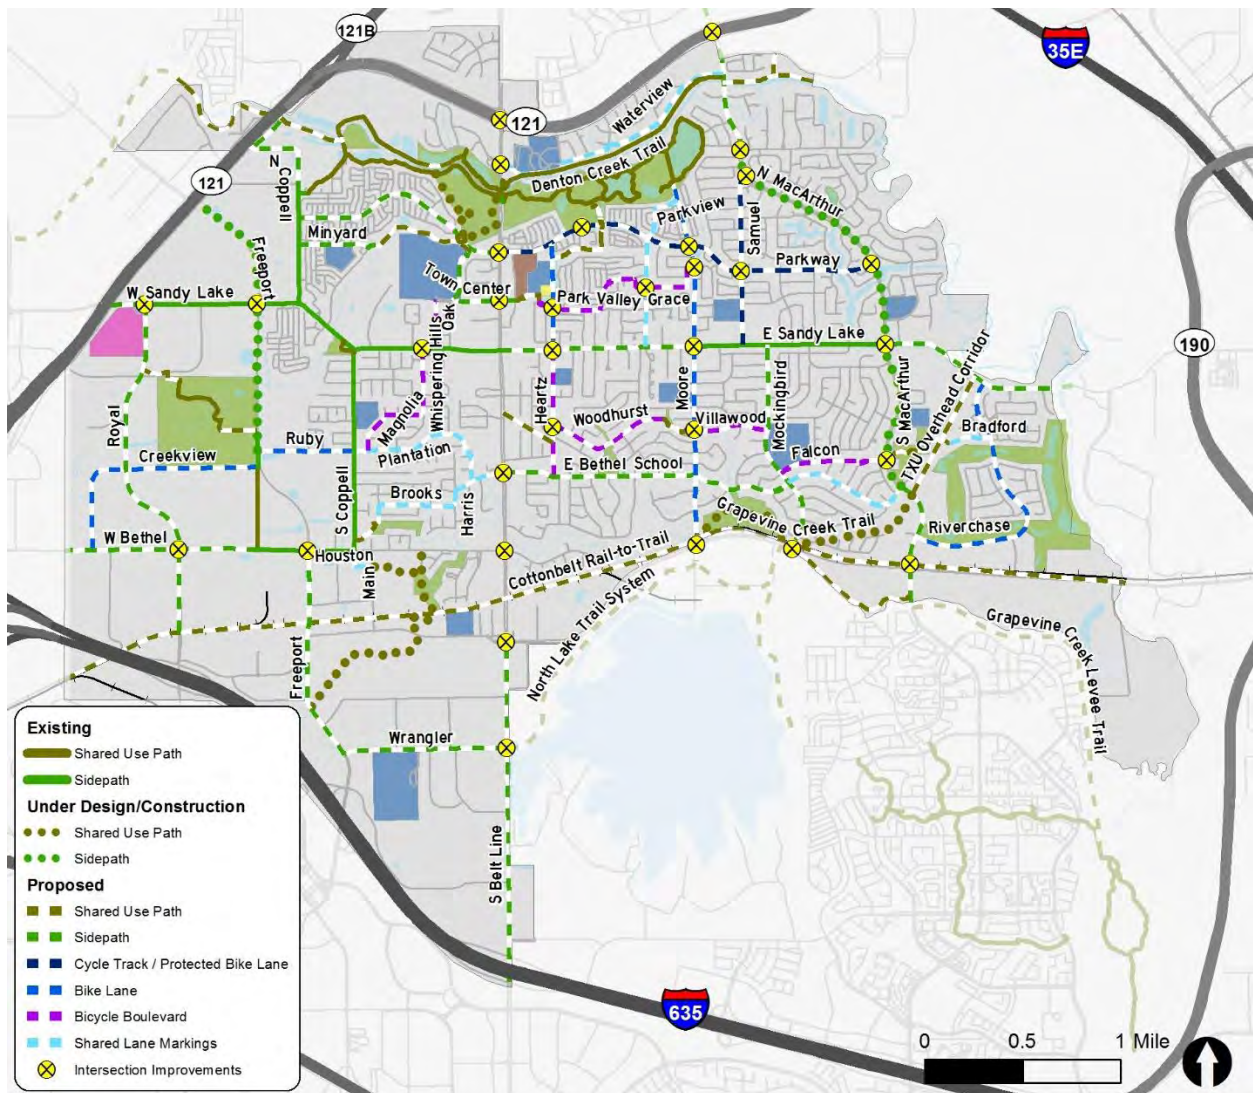 121B
35E
121
Waterview
N Coppell
Denton Creek Trail
121
N MacArthur
Parkview
Samuel
Minyard
Freeport
Parkway
Town Center
W Sandy Lake
Park Valley
Grace
Oak
E Sandy Lake
190
Whispering Hills
Magnolia
Heartz
Moore
Mockingbird
S MacArthur
TXU Overhead Corridor
Royal
Woodhurst
Villawood
Bradford
Ruby
Creekview
Plantation
Falcon
E Bethel School
S Coppell
Brooks
Harris
Grapevine Creek Trail
Riverchase
W Bethel
Houston
Main
Cottonbelt Rail-to-Trail
North Lake Trail System
Grapevine Creek Levee Trail
Freeport
Wrangler
S Belt Line
635
Existing
Shared Use Path
Sidepath
Under Design/Construction
Shared Use Path
Sidepath
Proposed
Shared Use Path
Sidepath
Cycle Track / Protected Bike Lane
Bike Lane
Bicycle Boulevard
Shared Lane Markings
Intersection Improvements
0 0.5 1 Mile